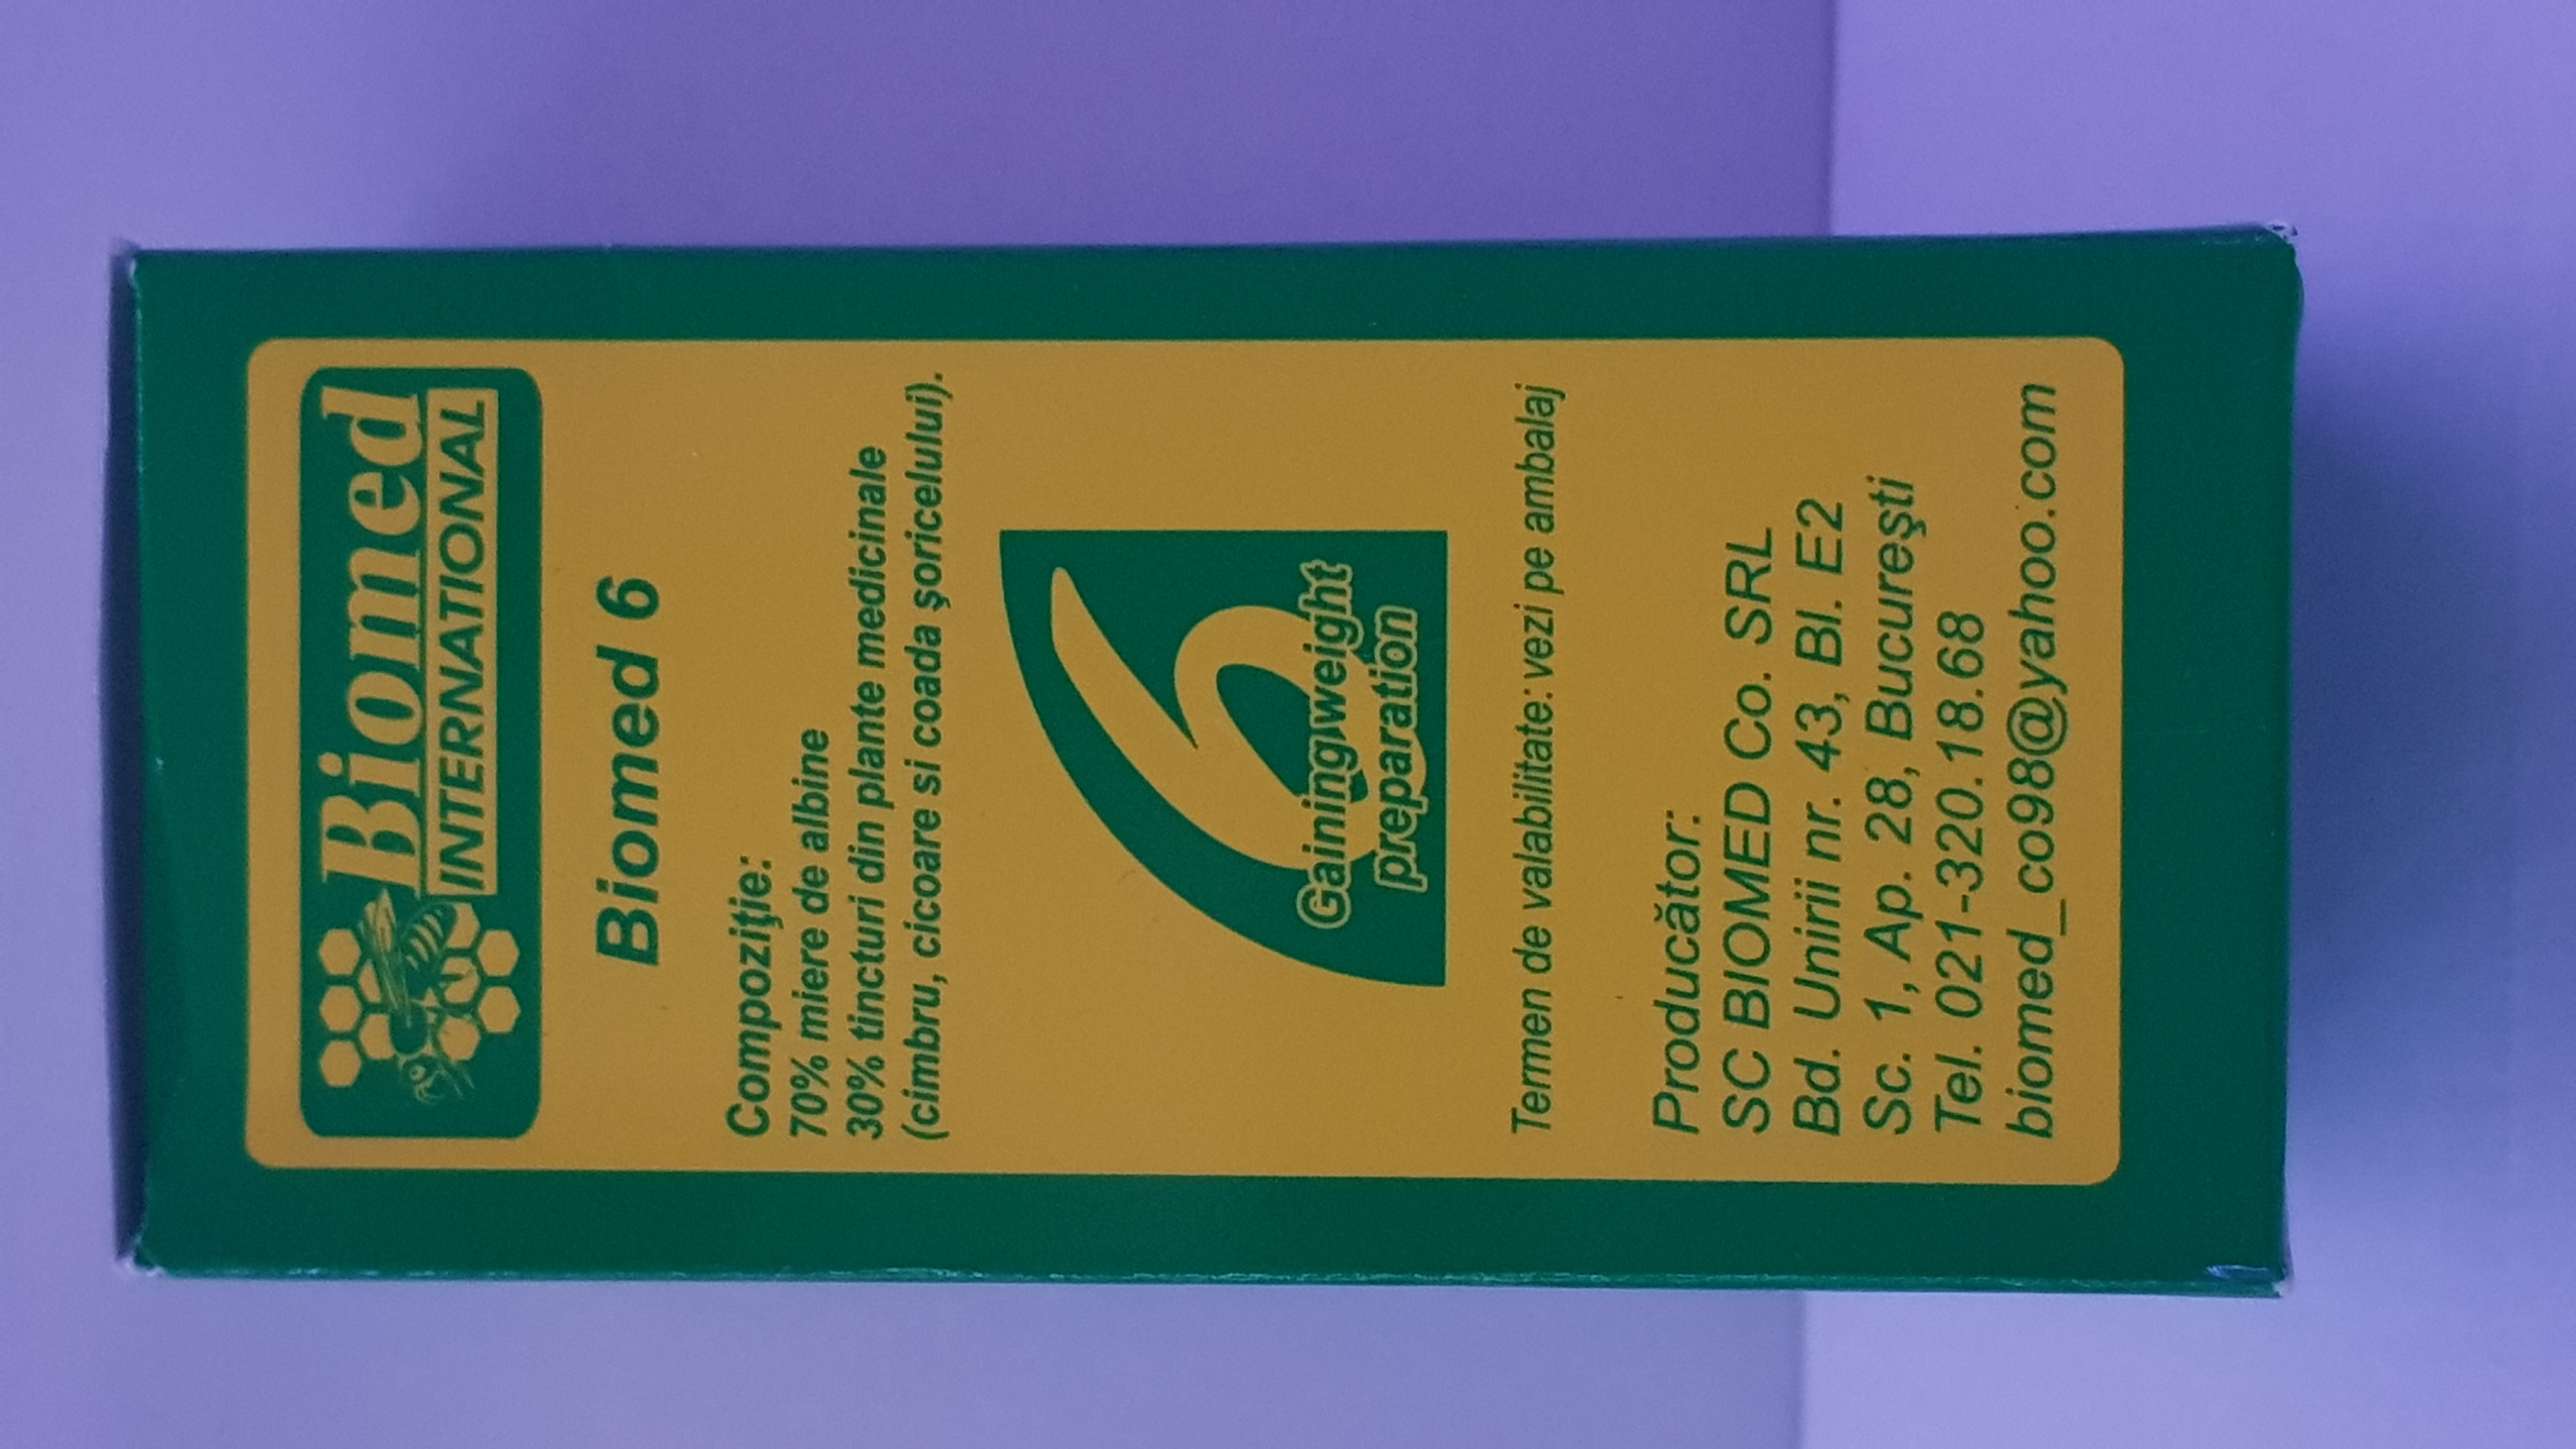 Biomed
INTERNATIONAL
Biomed 6
Compoziţie:
70% miere de albine
30% tincturi din plante medicinale
(cimbru, cicoare si coada şoricelului).
6
Gainingweight
preparation
Termen de valabilitate: vezi pe ambalaj
Producător:
SC BIOMED Co. SRL
Bd. Unirii nr. 43, Bl. E2
Sc. 1, Ap. 28, Bucureşti
Tel. 021-320.18.68
biomed_co98@yahoo.com